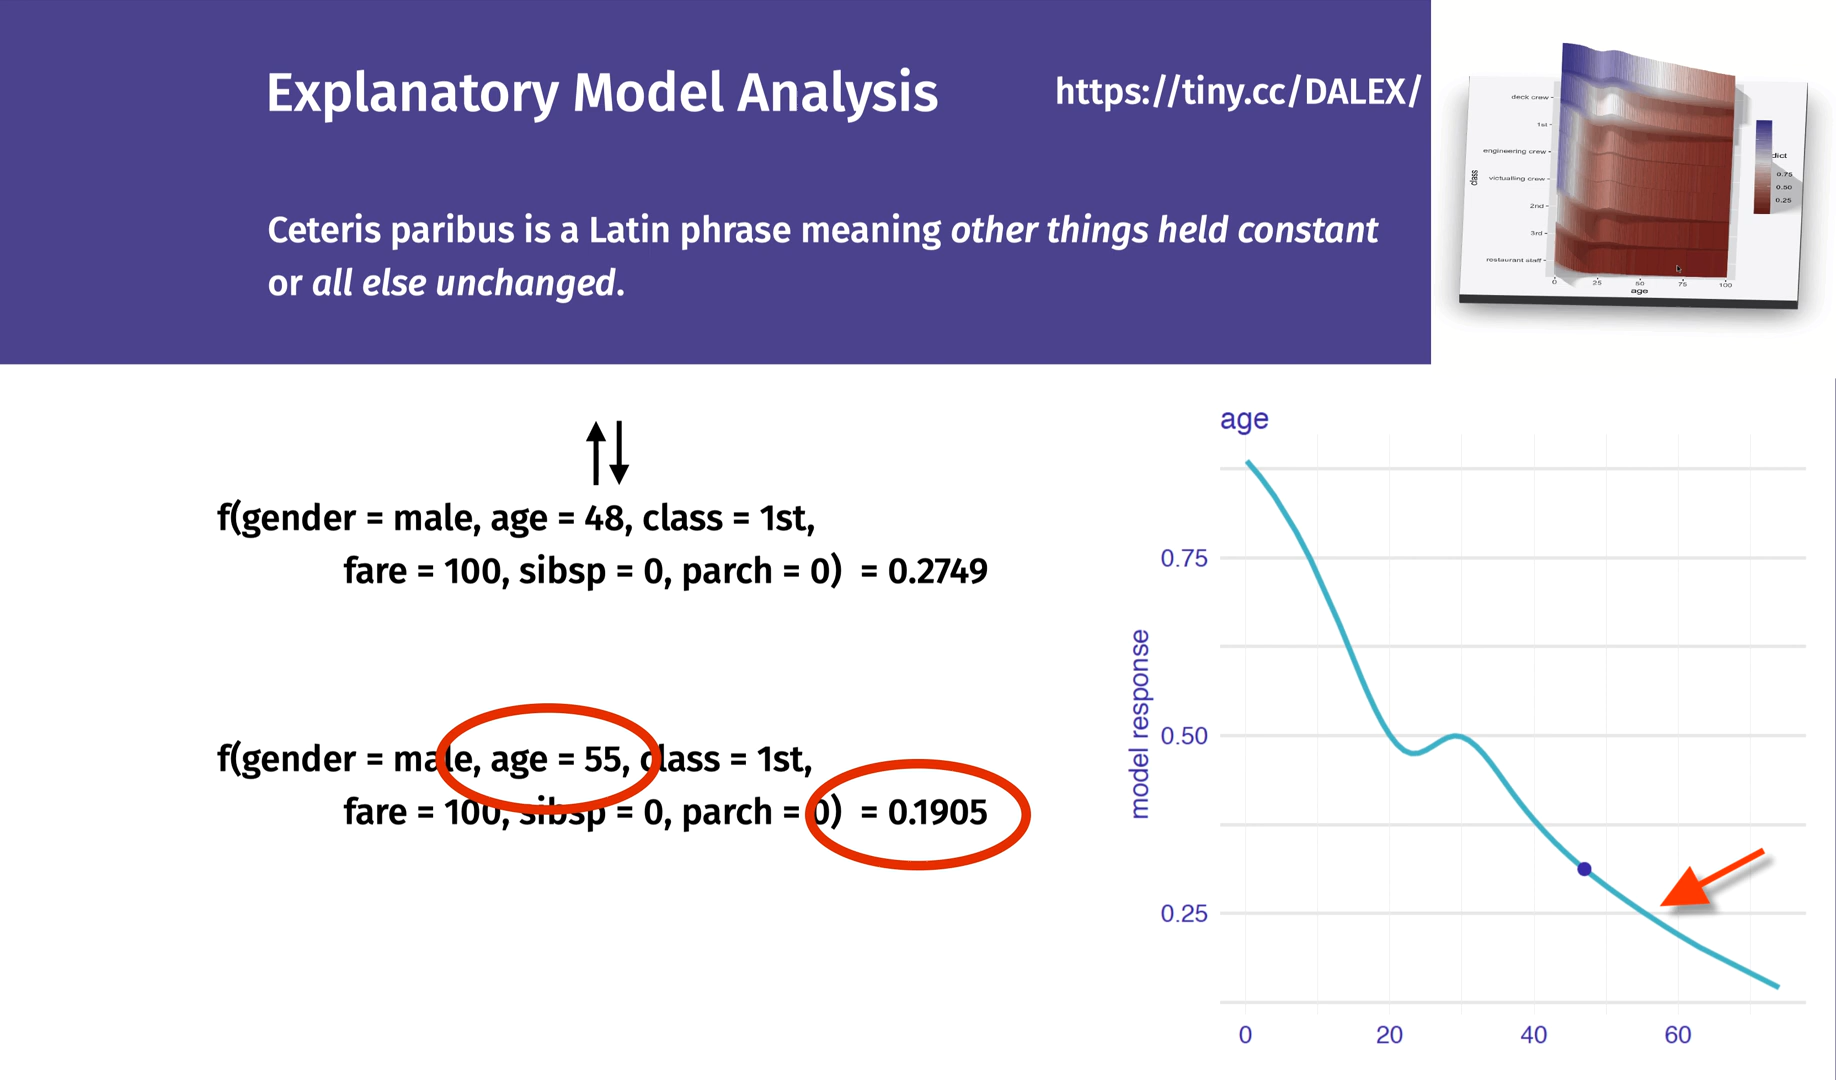 Explanatory Model Analysis
https://tiny.cc/DALEX/
Ceteris paribus is a Latin phrase meaning other things held constant
or all else unchanged.
deck crew
1st
engineering crew
victualling crew
2nd
3rd
restaurant staff
class
0
25
50
75
100
age
dict
0.75
0.50
0.25
f(gender = male, age = 48, class = 1st,
fare = 100, sibsp = 0, parch = 0) = 0.2749
f(gender = male, age = 55, class = 1st,
fare = 100, sibsp = 0, parch = 0) = 0.1905
age
model response
0.75
0.50
0.25
0
20
40
60